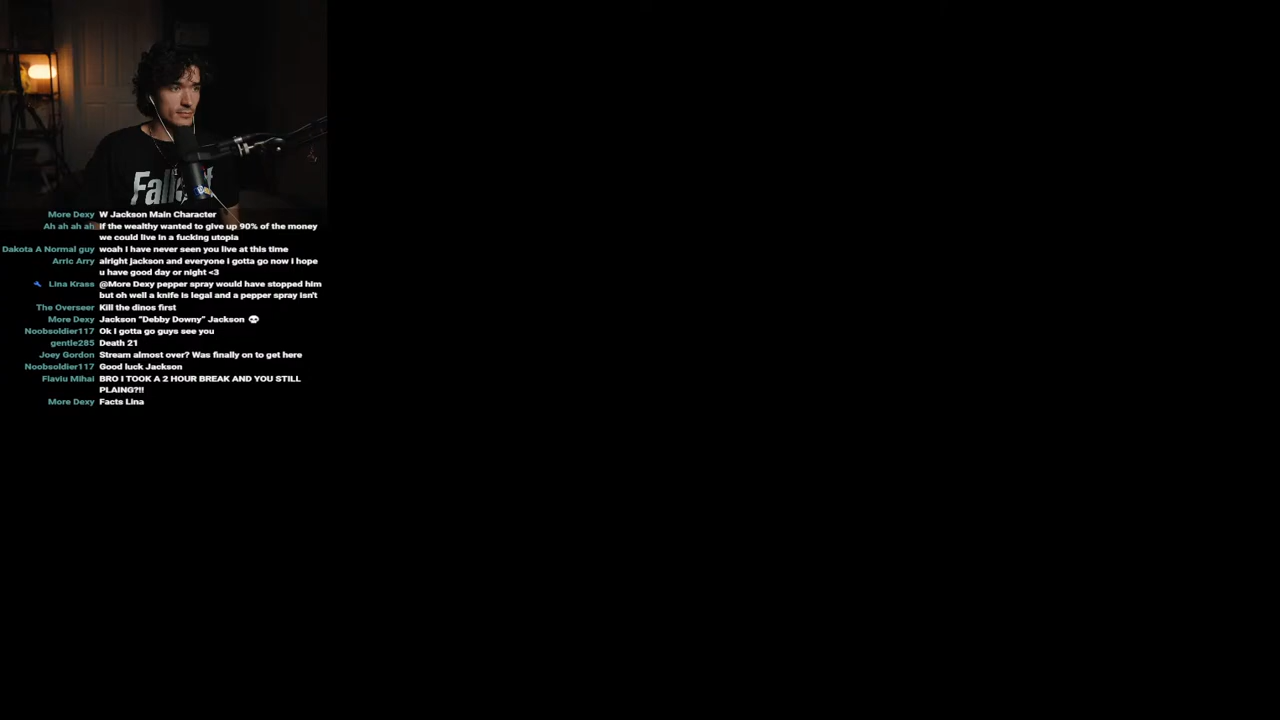 Fall
More Dexy W Jackson Main Character
Ah ah ah ah if the wealthy wanted to give up 90% of the money
we could live in a fucking utopia
Dakota A Normal guy woah I have never seen you live at this time
Arric Arry alright jackson and everyone i gotta go now i hope
u have good day or night <3
Lina Krass @More Dexy pepper spray would have stopped him
but oh well a knife is legal and a pepper spray isn't
The Overseer Kill the dinos first
More Dexy Jackson "Debby Downy" Jackson 💀
Noobsoldier117 Ok I gotta go guys see you
gentle285 Death 21
Joey Gordon Stream almost over? Was finally on to get here
Noobsoldier117 Good luck Jackson
Flaviu Mihai BRO I TOOK A 2 HOUR BREAK AND YOU STILL
PLAING?!!
More Dexy Facts Lina